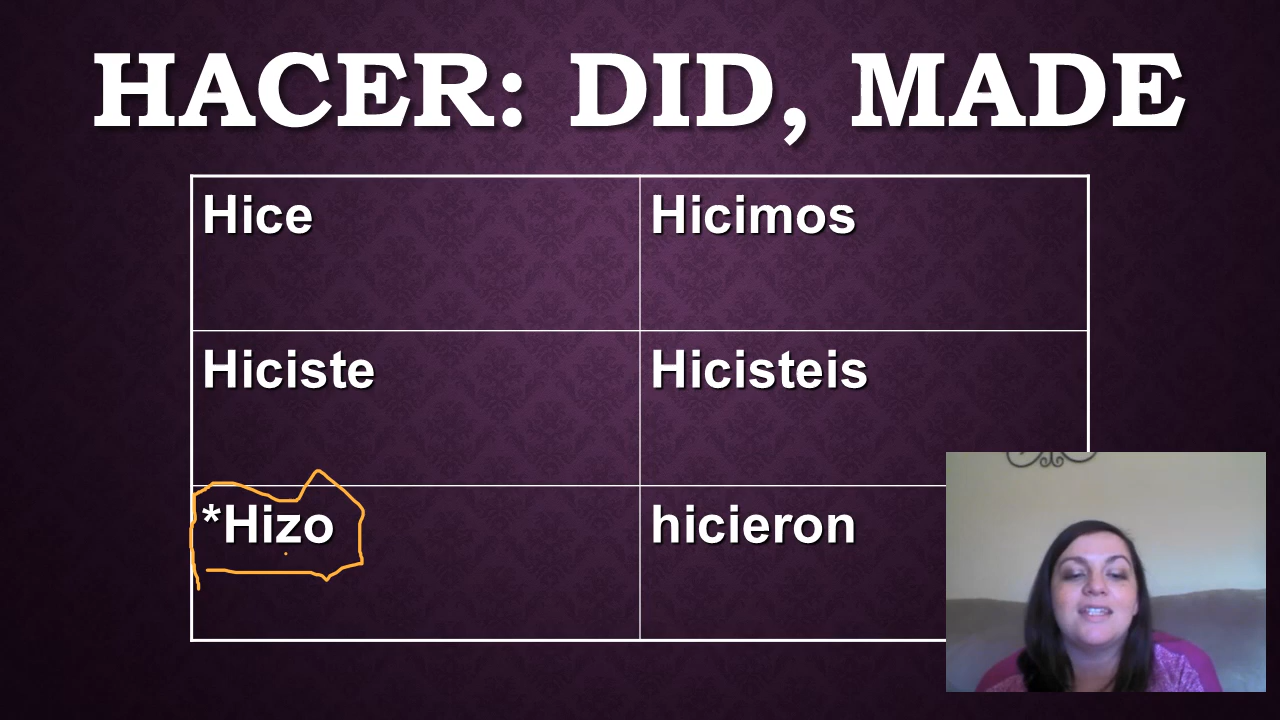 HACER: DID, MADE
Hice Hicimos
Hiciste Hicisteis
*Hizo hicieron